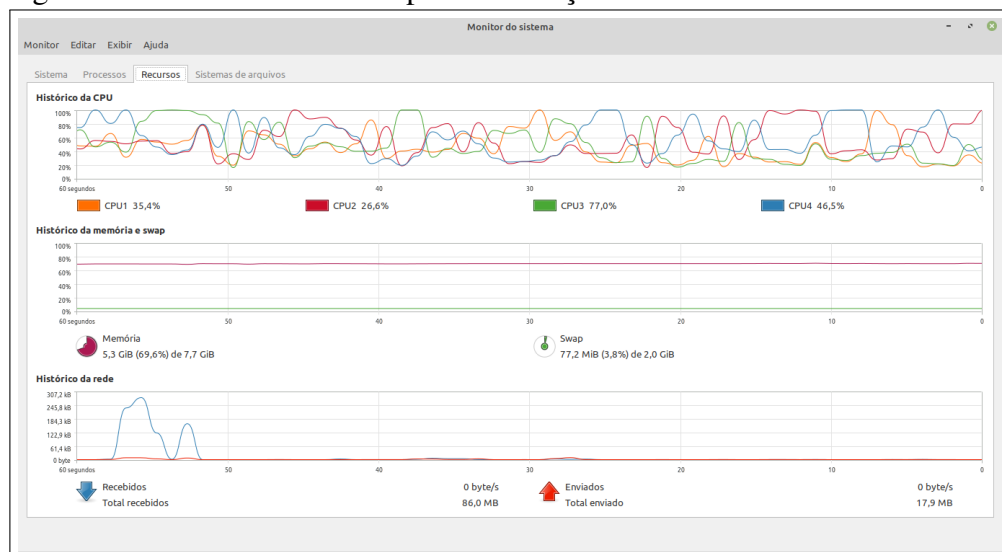 Monitor do sistema
Monitor Editar Exibir Ajuda
Sistema Processos Recursos Sistemas de arquivos
Histórico da CPU
100%
80%
60%
40%
20%
0%
60 segundos 50 40 30 20 10 0
CPU1 35,4% CPU2 26,6% CPU3 77,0% CPU4 46,5%
Histórico da memória e swap
100%
80%
60%
40%
20%
0%
60 segundos 50 40 30 20 10 0
Memória Swap
5,3 GiB (69,6%) de 7,7 GiB 77,2 MiB (3,8%) de 2,0 GiB
Histórico da rede
307,2 kB
245,8 kB
184,3 kB
122,9 kB
61,4 kB
0 byte
60 segundos 50 40 30 20 10 0
Recebidos 0 byte/s Enviados 0 byte/s
Total recebidos 86,0 MB Total enviado 17,9 MB